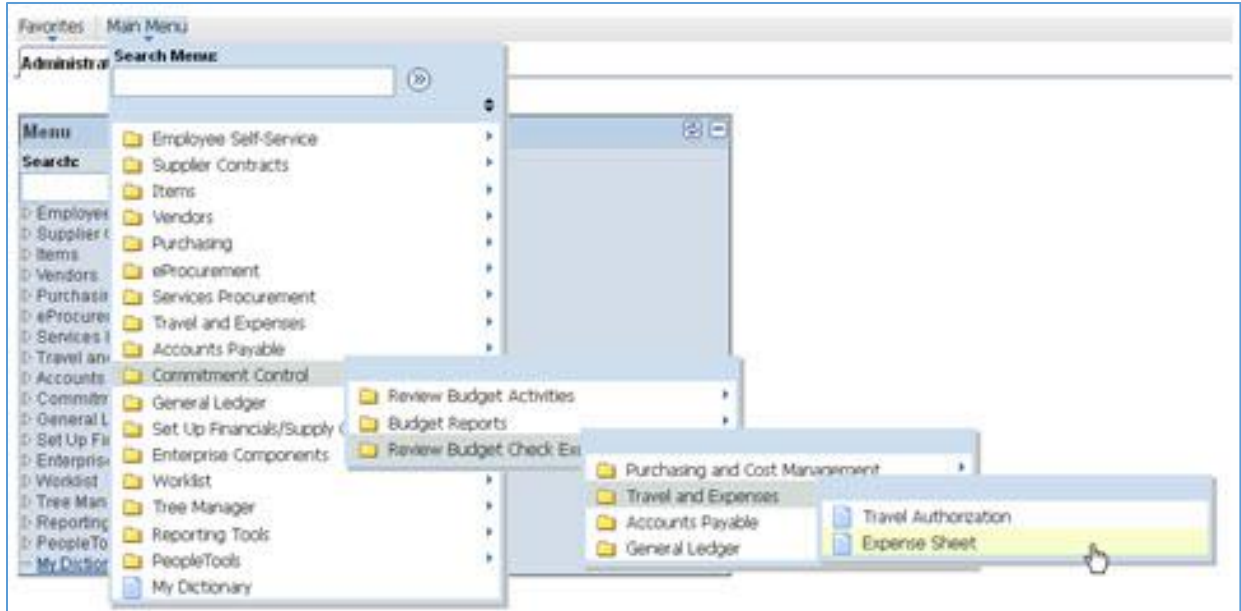 Favorites Main Menu
Administra
Search Menu:
Menu
Search:
Employee
Supplier
Items
Vendors
Purchasi
eProcure
Services
Travel an
Accounts
Commitm
General L
Set Up Fi
Enterprise
Worklist
Tree Man
Reporting
PeopleTo
My Diction
Employee Self-Service
Supplier Contracts
Items
Vendors
Purchasing
eProcurement
Services Procurement
Travel and Expenses
Accounts Payable
Commitment Control
General Ledger
Set Up Financials/Supply
Enterprise Components
Worklist
Tree Manager
Reporting Tools
PeopleTools
My Dictionary
Review Budget Activities
Budget Reports
Review Budget Check Exc
Purchasing and Cost Management
Travel and Expenses
Accounts Payable
General Ledger
Travel Authorization
Expense Sheet